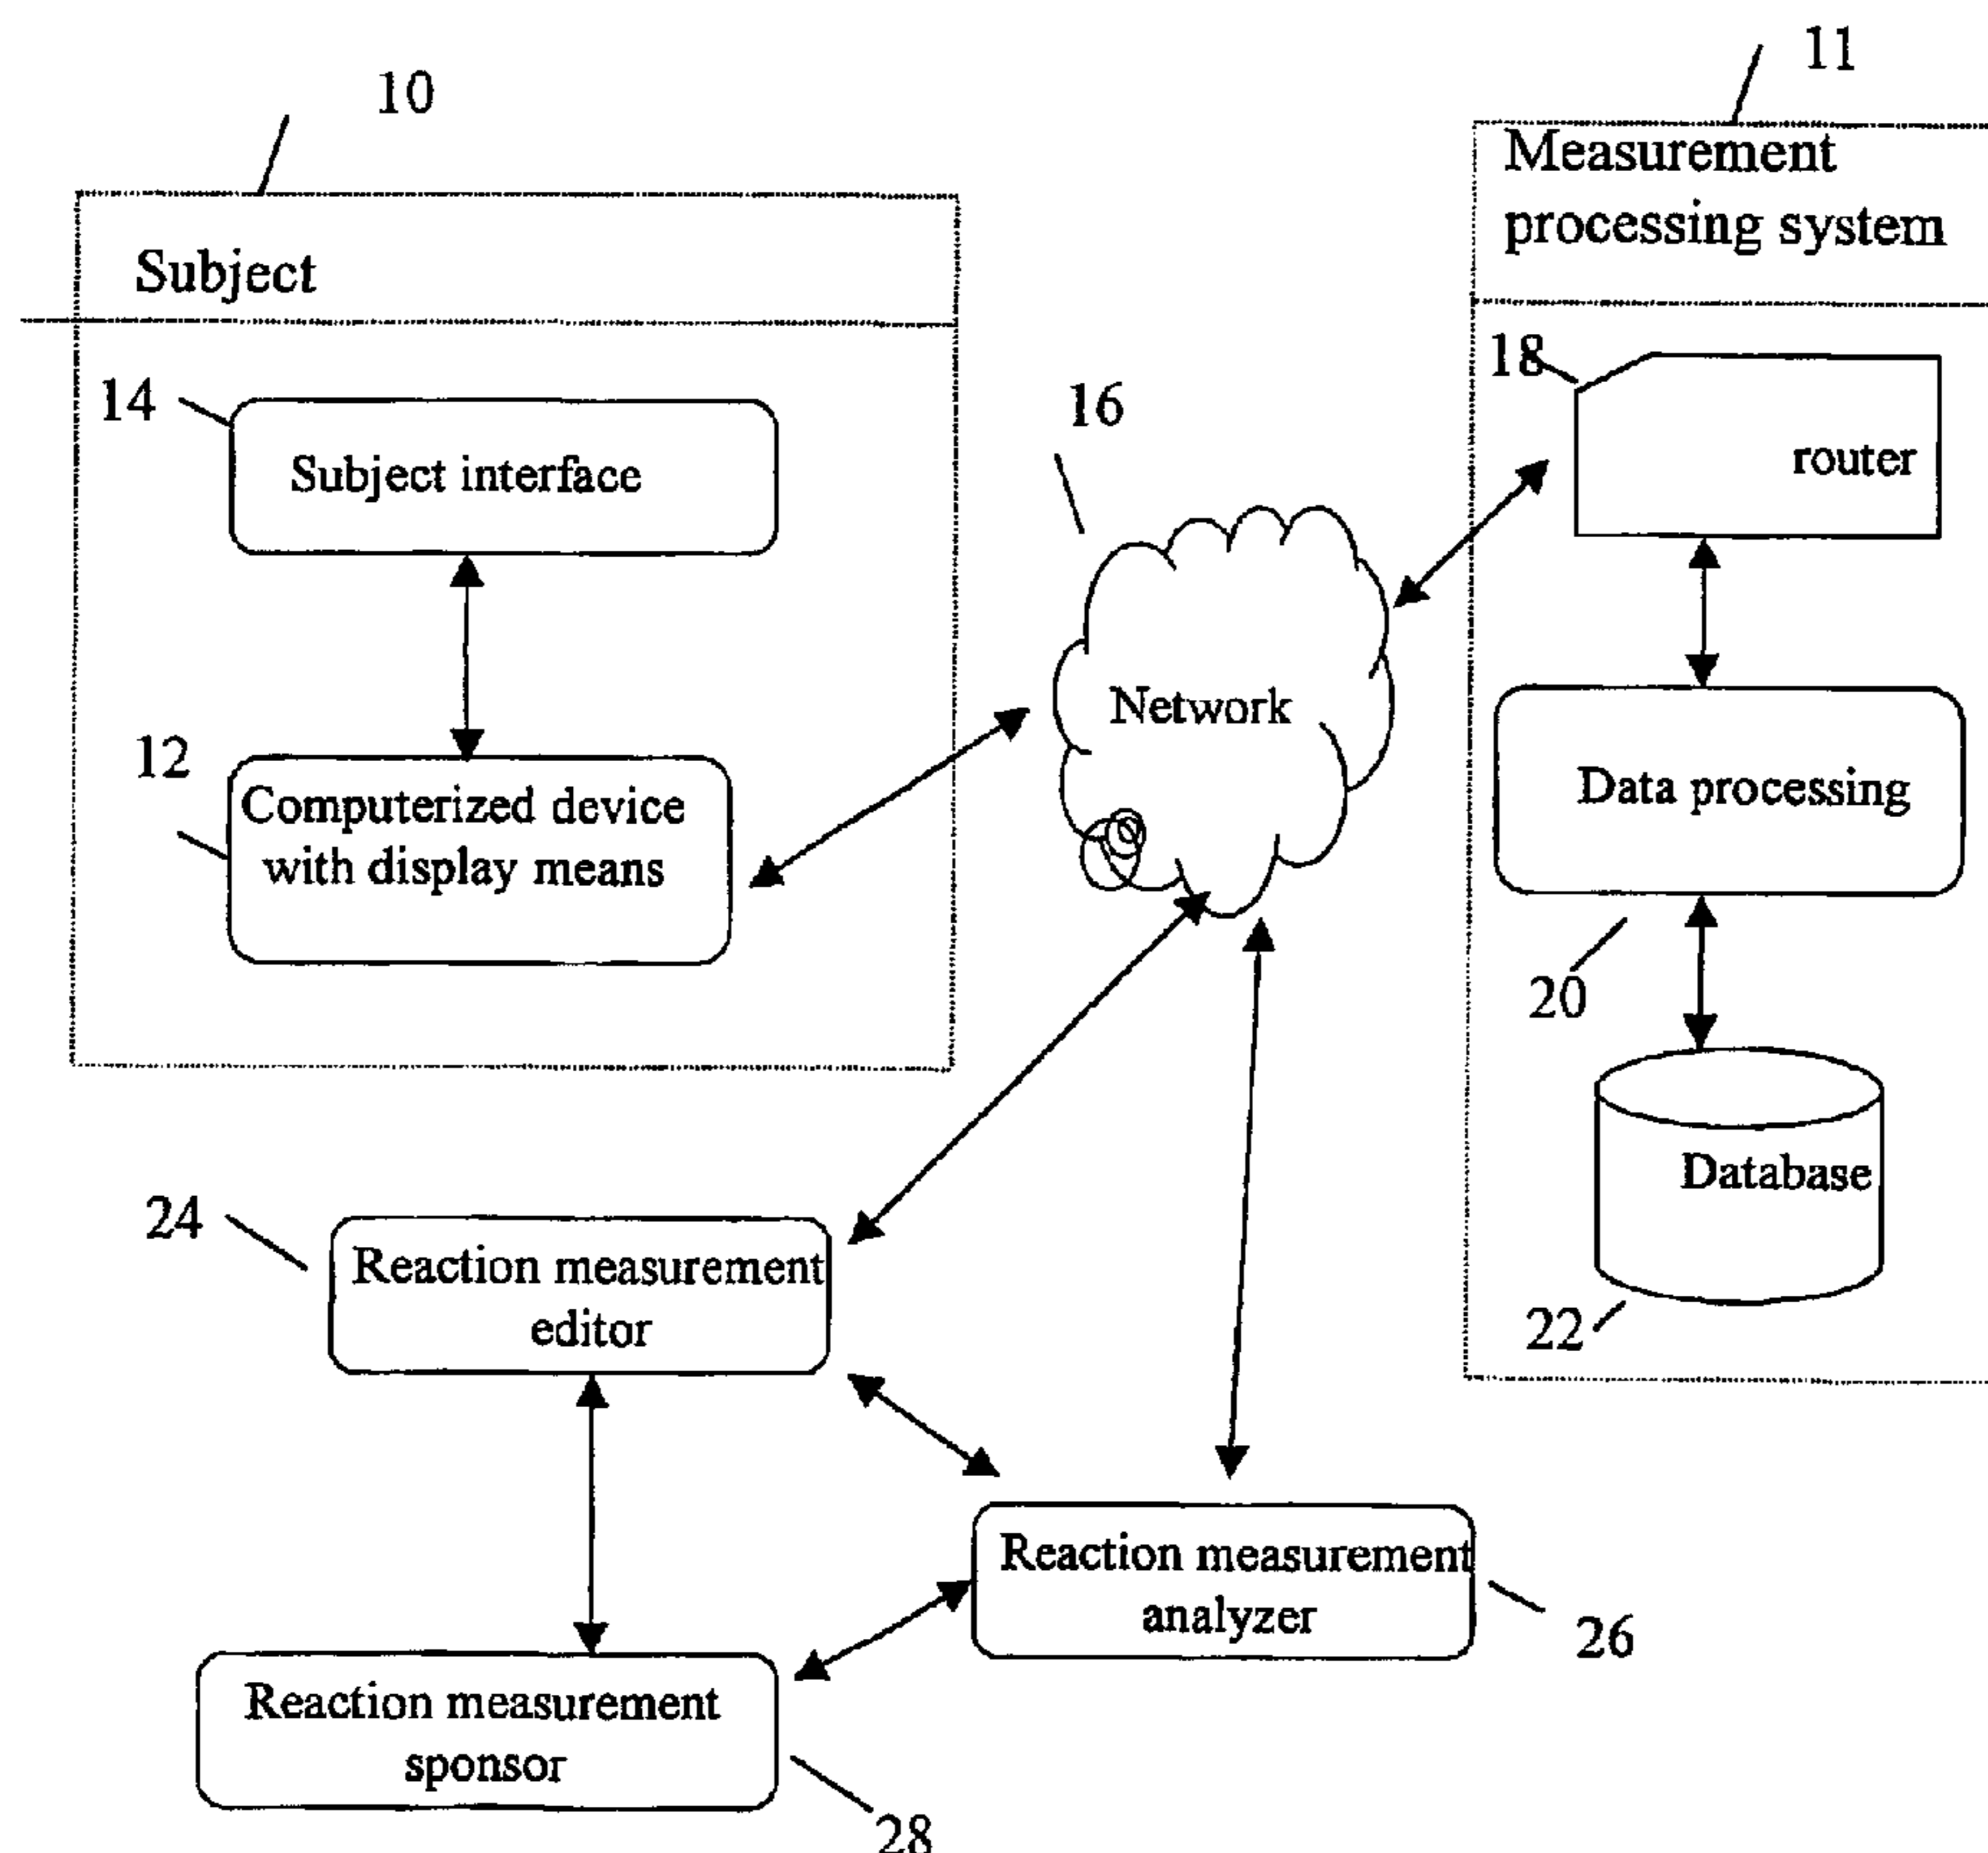 10
Subject
14
Subject interface
12
Computerized device
with display means
16
Network
11
Measurement
processing system
18
router
Data processing
20
Database
22
24
Reaction measurement
editor
Reaction measurement
analyzer
26
Reaction measurement
sponsor
28